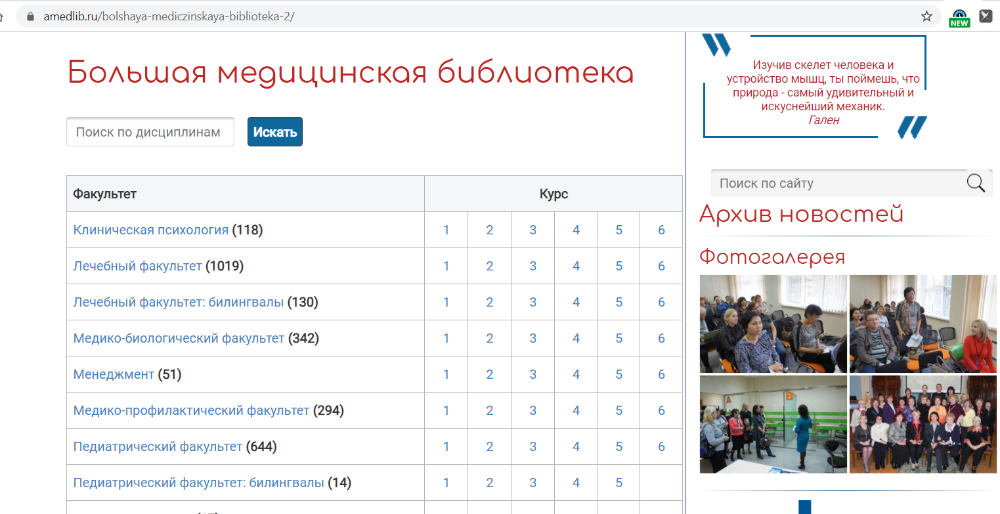 amedlib.ru/bolshaya-mediczinskaya-biblioteka-2/
NEW
Большая медицинская библиотека
Поиск по дисциплинам
Искать
Факультет Курс
Клиническая психология (118) 1 2 3 4 5 6
Лечебный факультет (1019) 1 2 3 4 5 6
Лечебный факультет: билингвалы (130) 1 2 3 4 5 6
Медико-биологический факультет (342) 1 2 3 4 5 6
Менеджмент (51) 1 2 3 4 5 6
Медико-профилактический факультет (294) 1 2 3 4 5 6
Педиатрический факультет (644) 1 2 3 4 5 6
Педиатрический факультет: билингвалы (14) 1 2 3 4 5
Изучив скелет человека и
устройство мышц, ты поймешь, что
природа - самый удивительный и
искуснейший механик.
Гален
Поиск по сайту
Архив новостей
Фотогалерея
A
B